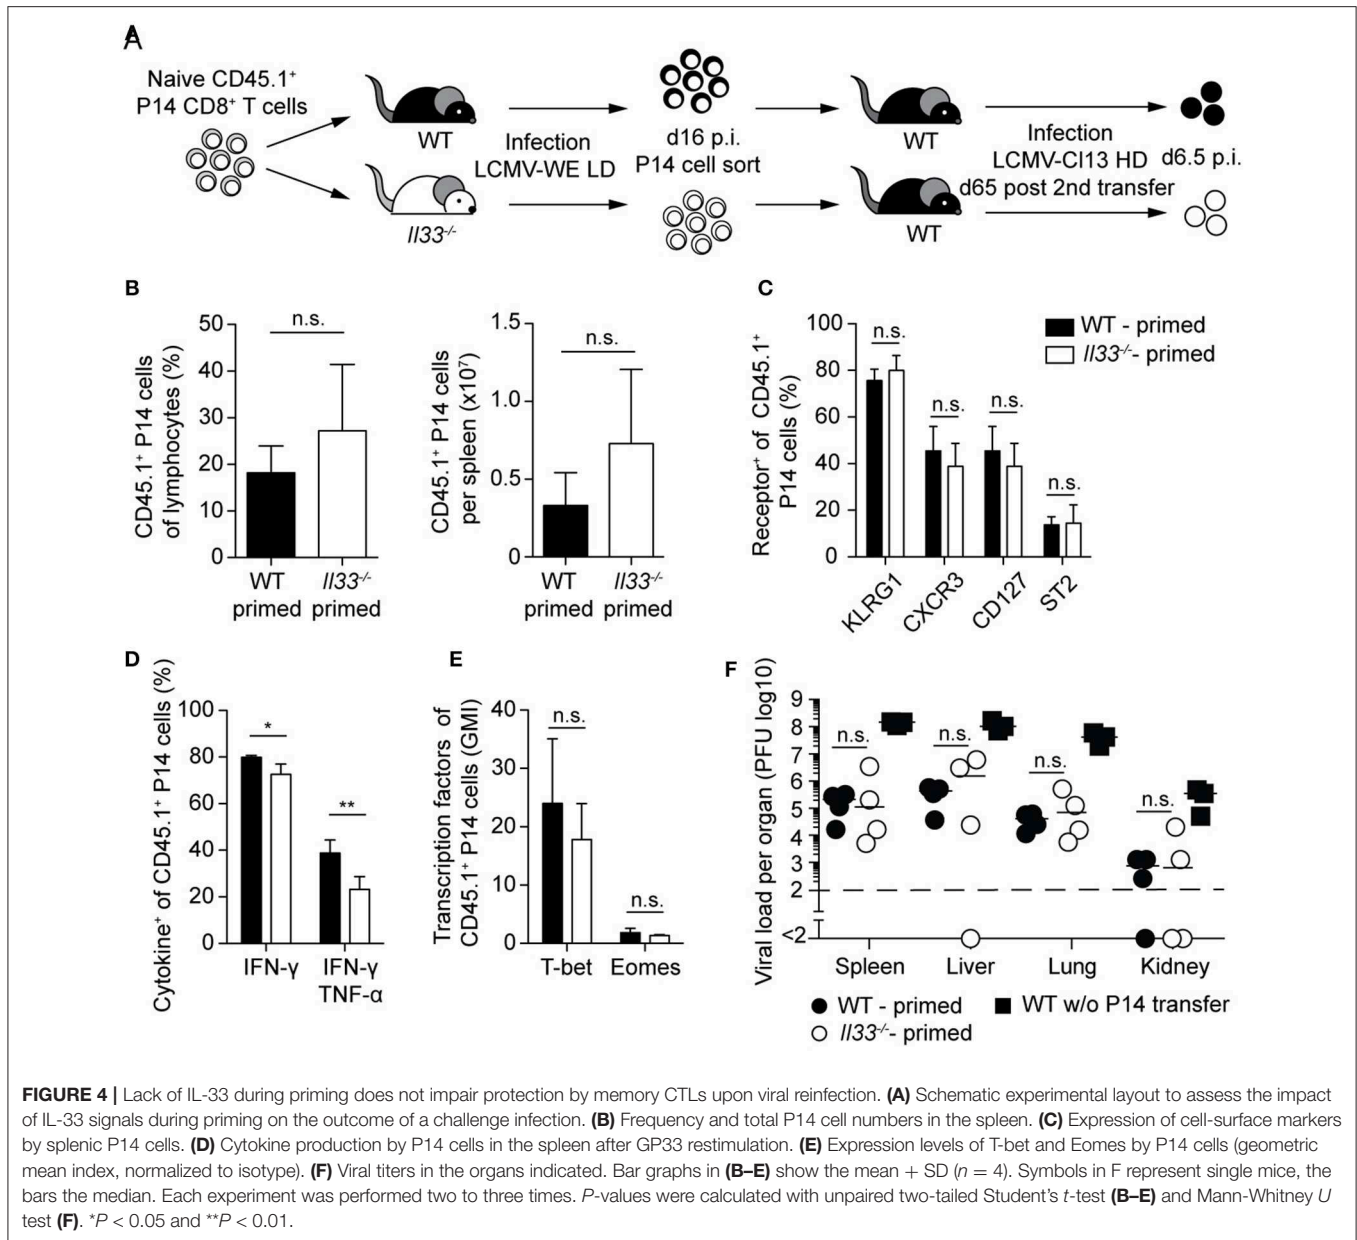 A
Naive CD45.1⁺
P14 CD8⁺ T cells
WT
Il33⁻/⁻
Infection
LCMV-WE LD
d16 p.i.
P14 cell sort
WT
WT
Infection
LCMV-Cl13 HD
d65 post 2nd transfer
d6.5 p.i.
B
CD45.1⁺ P14 cells
of lymphocytes (%)
50
40
30
20
10
0
n.s.
WT
primed
Il33⁻/⁻
primed
CD45.1⁺ P14 cells
per spleen (x10⁷)
1.5
1.0
0.5
0
n.s.
WT
primed
Il33⁻/⁻
primed
C
Receptor⁺ of CD45.1⁺
P14 cells (%)
100
80
60
40
20
0
n.s.
n.s.
n.s.
n.s.
KLRG1
CXCR3
CD127
ST2
WT - primed
Il33⁻/⁻- primed
D
Cytokine⁺ of CD45.1⁺ P14 cells (%)
100
80
60
40
20
0
*
**
IFN-γ
IFN-γ
TNF-α
E
Transcription factors of
CD45.1⁺ P14 cells (GMI)
40
30
20
10
0
n.s.
n.s.
T-bet
Eomes
F
Viral load per organ (PFU log10)
9
8
7
6
5
4
3
2
<2
n.s.
n.s.
n.s.
n.s.
Spleen
Liver
Lung
Kidney
WT - primed
WT w/o P14 transfer
Il33⁻/⁻- primed
FIGURE 4 | Lack of IL-33 during priming does not impair protection by memory CTLs upon viral reinfection. (A) Schematic experimental layout to assess the impact
of IL-33 signals during priming on the outcome of a challenge infection. (B) Frequency and total P14 cell numbers in the spleen. (C) Expression of cell-surface markers
by splenic P14 cells. (D) Cytokine production by P14 cells in the spleen after GP33 restimulation. (E) Expression levels of T-bet and Eomes by P14 cells (geometric
mean index, normalized to isotype). (F) Viral titers in the organs indicated. Bar graphs in (B–E) show the mean + SD (n = 4). Symbols in F represent single mice, the
bars the median. Each experiment was performed two to three times. P-values were calculated with unpaired two-tailed Student's t-test (B–E) and Mann-Whitney U
test (F). *P < 0.05 and **P < 0.01.